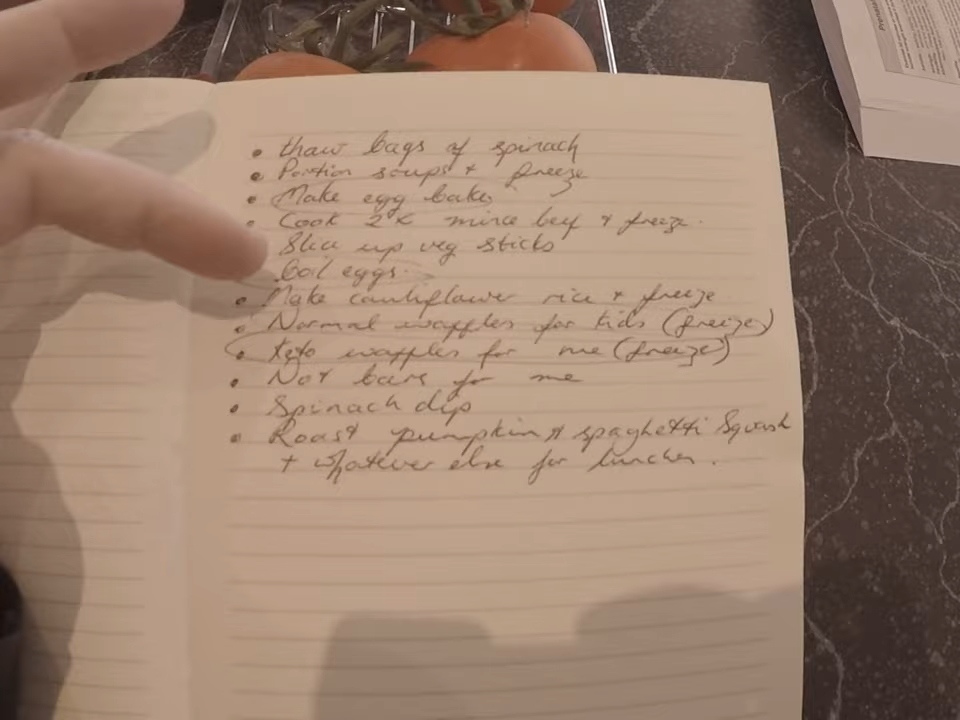 • thaw bags of spinach
• Portion soups + freeze
• Make egg bakes
• Cook 2K mince beef + freeze.
Slice up veg sticks
boil eggs.
• Make cauliflower rice + freeze
• Normal waffles for kids (freeze)
• Keto waffles for me (freeze)
• Nut bars for me
• Spinach dip
• Roast pumpkin + spaghetti Squash
+ whatever else for lunches.